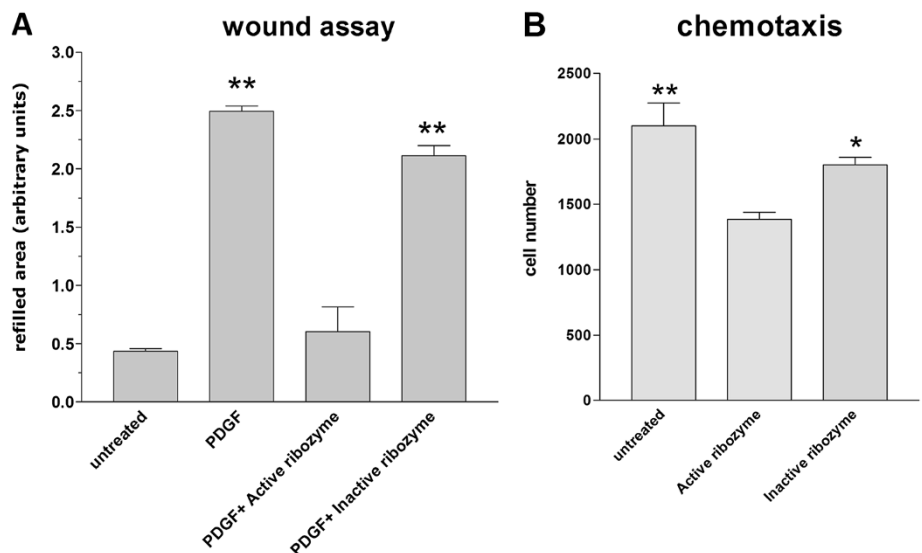 A
wound assay
refilled area (arbitrary units)
3.0
2.5
2.0
1.5
1.0
0.5
0.0
**
**
untreated
PDGF
PDGF+ Active ribozyme
PDGF+ Inactive ribozyme
B
chemotaxis
cell number
2500
2000
1500
1000
500
0
**
*
untreated
Active ribozyme
Inactive ribozyme